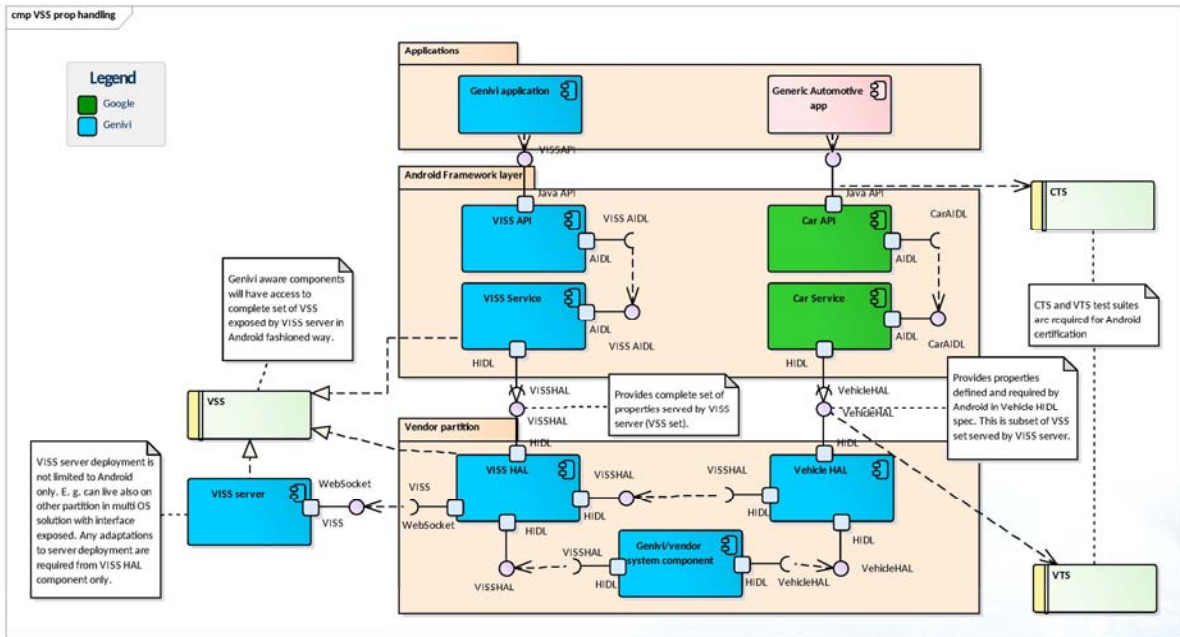 cmp VSS prop handling
Legend
Google
Genivi
Applications
Genivi application
Generic Automotive
app
VISSAPI
Android Framework layer
Java API
Java API
VISS API
VISS AIDL
AIDL
Car API
CarAIDL
AIDL
CTS
VISS Service
AIDL
VISS AIDL
HIDL
Car Service
AIDL
CarAIDL
HIDL
Genivi aware components
will have access to
complete set of VSS
exposed by VISS server in
Android fashioned way.
CTS and VTS test suites
are required for Android
certification
VISSHAL
VISSHAL
Provides complete set of
properties served by VISS
server (VSS set).
VehicleHAL
VehicleHAL
Provides properties
defined and required by
Android in Vehicle HIDL
spec. This is subset of VSS
set served by VISS server.
VSS
Vendor partition
HIDL
HIDL
VISS HAL
VISSHAL
VISSHAL
Vehicle HAL
HIDL
HIDL
VISS server deployment is
not limited to Android
only. E. g. can live also on
other partition in multi OS
solution with interface
exposed. Any adaptations
to server deployment are
required from VISS HAL
component only.
VISS server
WebSocket
VISS
VISS
WebSocket
HIDL
HIDL
VISSHAL
VISSHAL
HIDL
Genivi/vendor
system component
HIDL
VehicleHAL
VehicleHAL
VTS